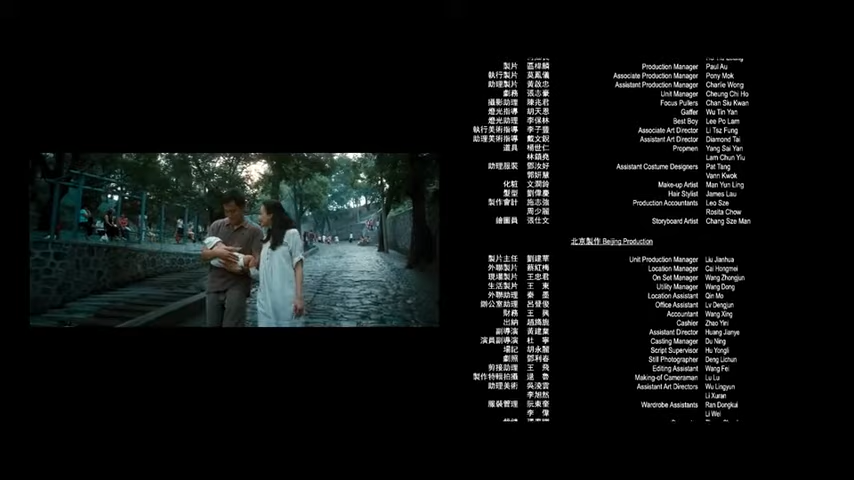 製片 區樟麟 Production Manager Paul Au
執行製片 莫鳳儀 Associate Production Manager Pony Mok
助理製片 黃啟忠 Assistant Production Manager Charlie Wong
劇務 張志豪 Unit Manager Cheung Chi Ho
攝影助理 陳兆君 Focus Pullers Chan Siu Kwan
燈光指導 胡天恩 Gaffer Wu Tin Yan
燈光助理 李保林 Best Boy Lee Po Lam
執行美術指導 李子豐 Associate Art Director Li Tsz Fung
助理美術指導 戴文銳 Assistant Art Director Diamond Tai
道具 楊世仁 Propmen Yang Sai Yan
林鎮堯 Lam Chun Yiu
助理服裝 鄧汝好 Assistant Costume Designers Pat Tang
郭妍慧 Vann Kwok
化粧 文潤鈴 Make-up Artist Man Yun Ling
髮型 劉偉慶 Hair Stylist James Lau
製作會計 施志強 Production Accountants Leo Sze
周少麗 Rosita Chow
繪圖員 張仕文 Storyboard Artist Chang Sze Man
北京製作 Beijing Production
製片主任 劉建華 Unit Production Manager Liu Jianhua
外聯製片 蔡紅梅 Location Manager Cai Hongmei
現場製片 王忠君 On Set Manager Wang Zhongjun
生活製片 王東 Utility Manager Wang Dong
外聯助理 秦墨 Location Assistant Qin Mo
辦公室助理 呂登俊 Office Assistant Lv Dengjun
財務 王興 Accountant Wang Xing
出納 Cashier Zhao Yini
副導演 黃建業 Assistant Director Huang Jianye
演員副導演 杜寧 Casting Manager Du Ning
場記 胡永麗 Script Supervisor Hu Yongli
劇照 鄧利春 Still Photographer Deng Lichun
剪接助理 王飛 Editing Assistant Wang Fei
製作特輯拍攝 逯魯 Making-of Cameraman Lu Lu
助理美術 吳淩雲 Assistant Art Directors Wu Lingyun
李旭然 Li Xuran
服裝管理 阮東奎 Wardrobe Assistants Ran Dongkui
李偉 Li Wei